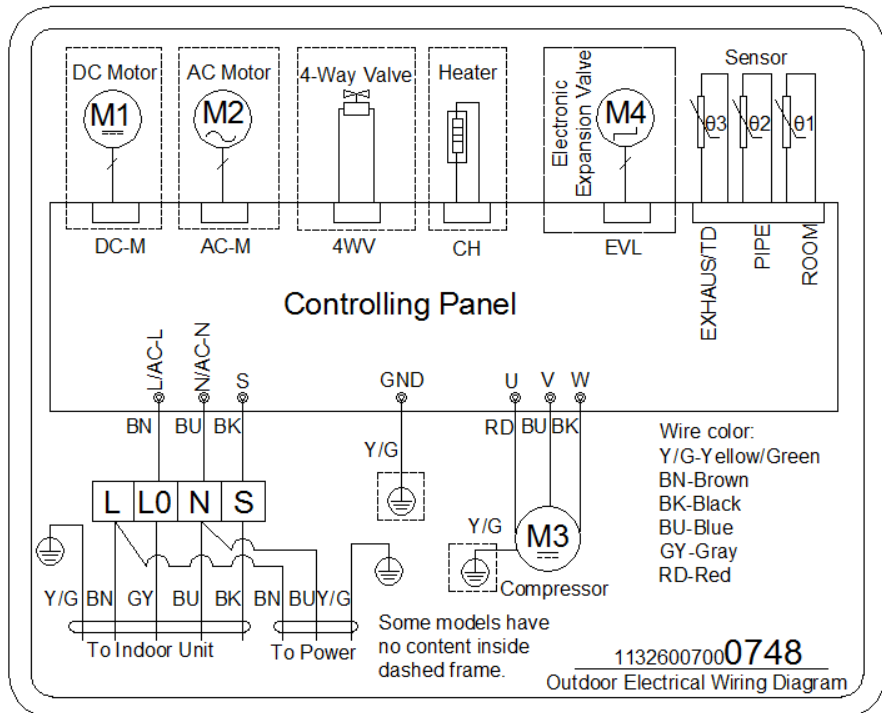 DC Motor
AC Motor
4-Way Valve
Heater
Electronic
Expansion Valve
Sensor
M1
M2
M4
θ3
θ2
θ1
DC-M
AC-M
4WV
CH
EVL
EXHAUS/TD
PIPE
ROOM
Controlling Panel
L/AC-L
N/AC-N
S
GND
U
V
W
BN
BU
BK
Y/G
RD
BU
BK
Wire color:
Y/G-Yellow/Green
BN-Brown
BK-Black
BU-Blue
GY-Gray
RD-Red
L
L0
N
S
Y/G
M3
Compressor
Y/G
BN
GY
BU
BK
BN
BU
Y/G
To Indoor Unit
To Power
Some models have
no content inside
dashed frame.
11326007000748
Outdoor Electrical Wiring Diagram